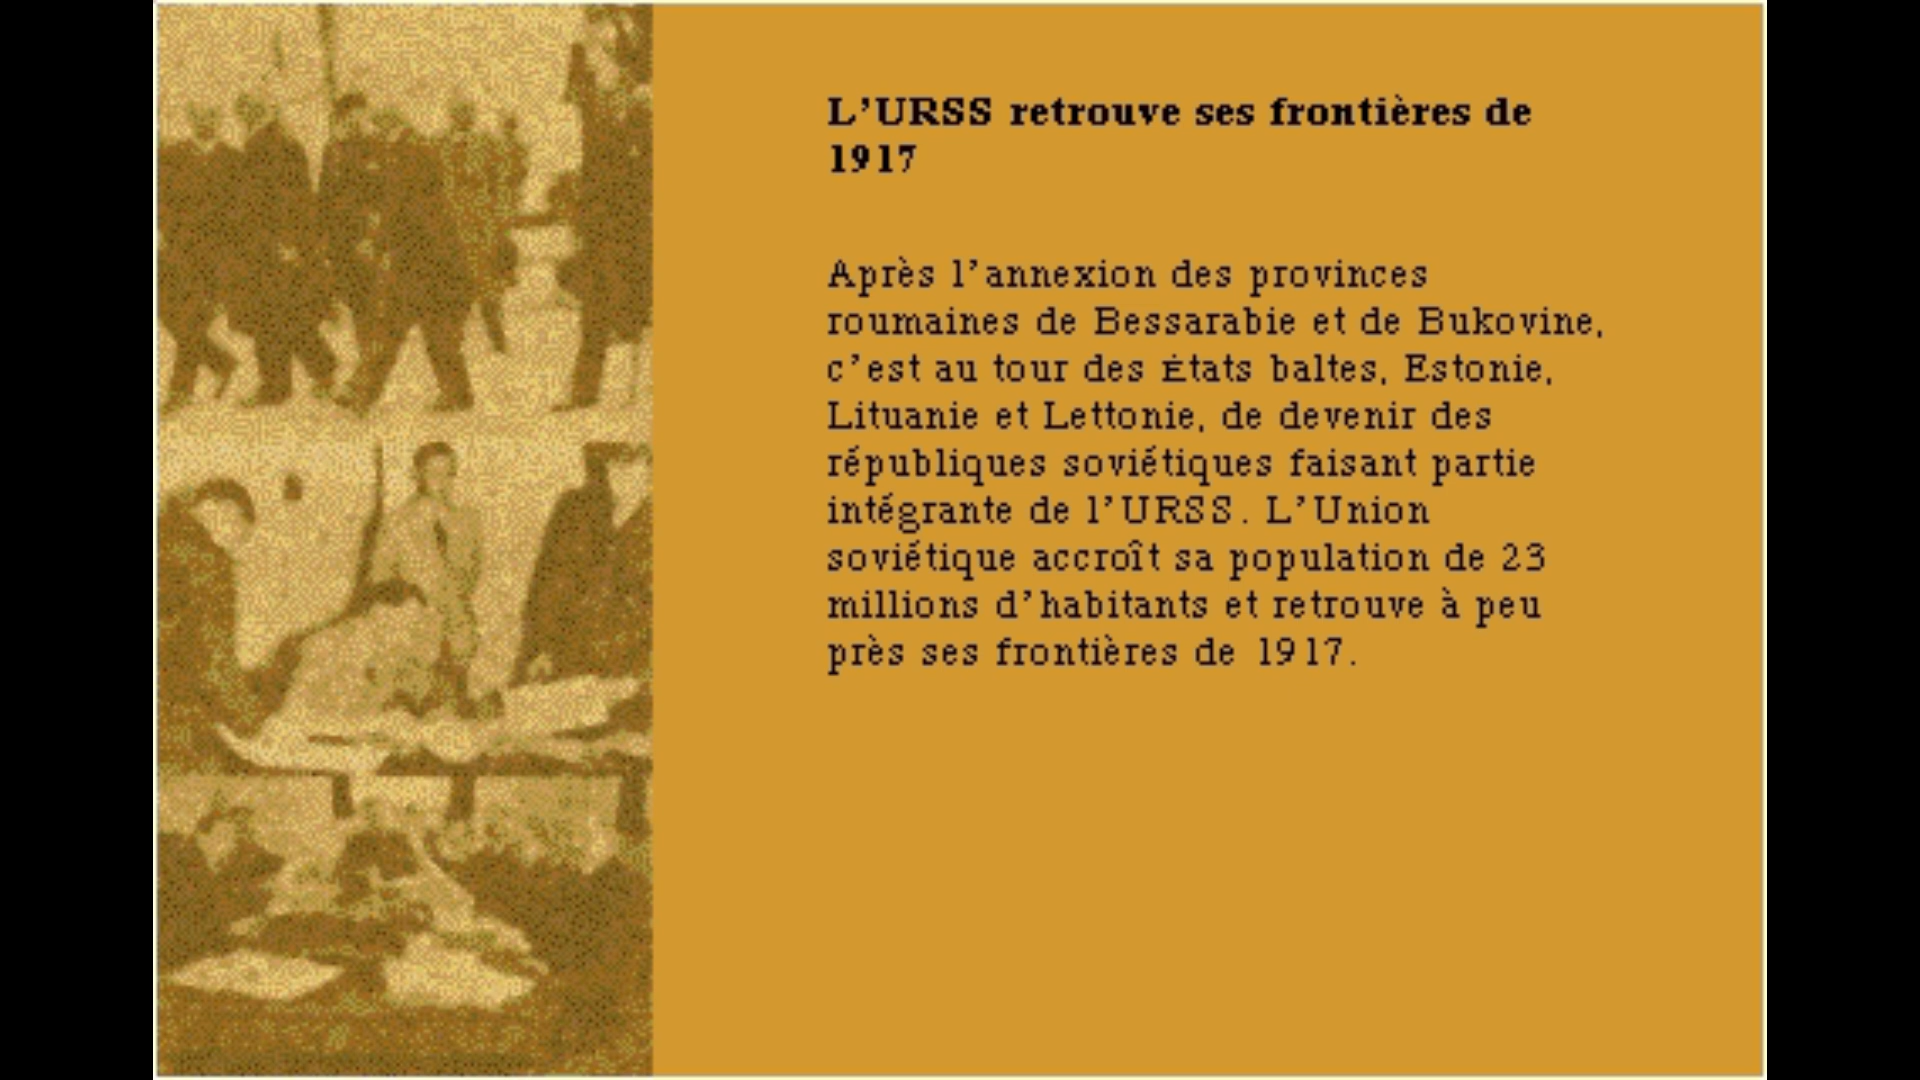 L’URSS retrouve ses frontières de
1917
Après l’annexion des provinces
roumaines de Bessarabie et de Bukovine,
c’est au tour des États baltes, Estonie,
Lituanie et Lettonie, de devenir des
républiques soviétiques faisant partie
intégrante de l’URSS. L’Union
soviétique accroît sa population de 23
millions d’habitants et retrouve à peu
près ses frontières de 1917.